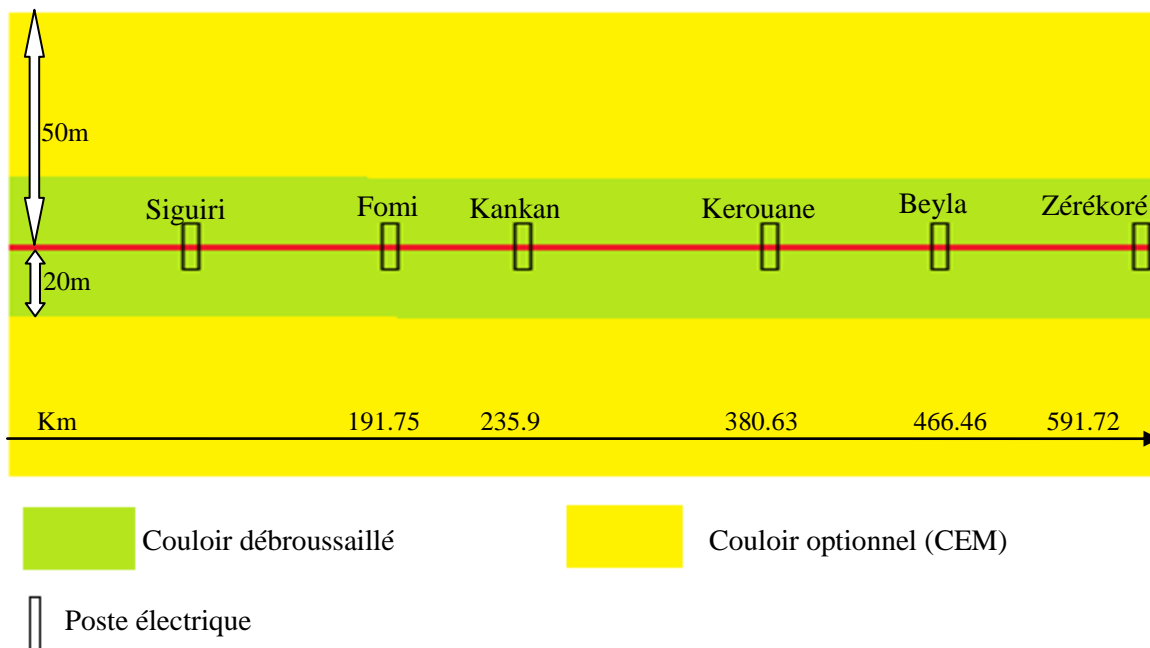 50m
Siguiri Fomi Kankan Kerouane Beyla Zérékoré
20m
Km 191.75 235.9 380.63 466.46 591.72
Couloir débroussaillé Couloir optionnel (CEM)
Poste électrique